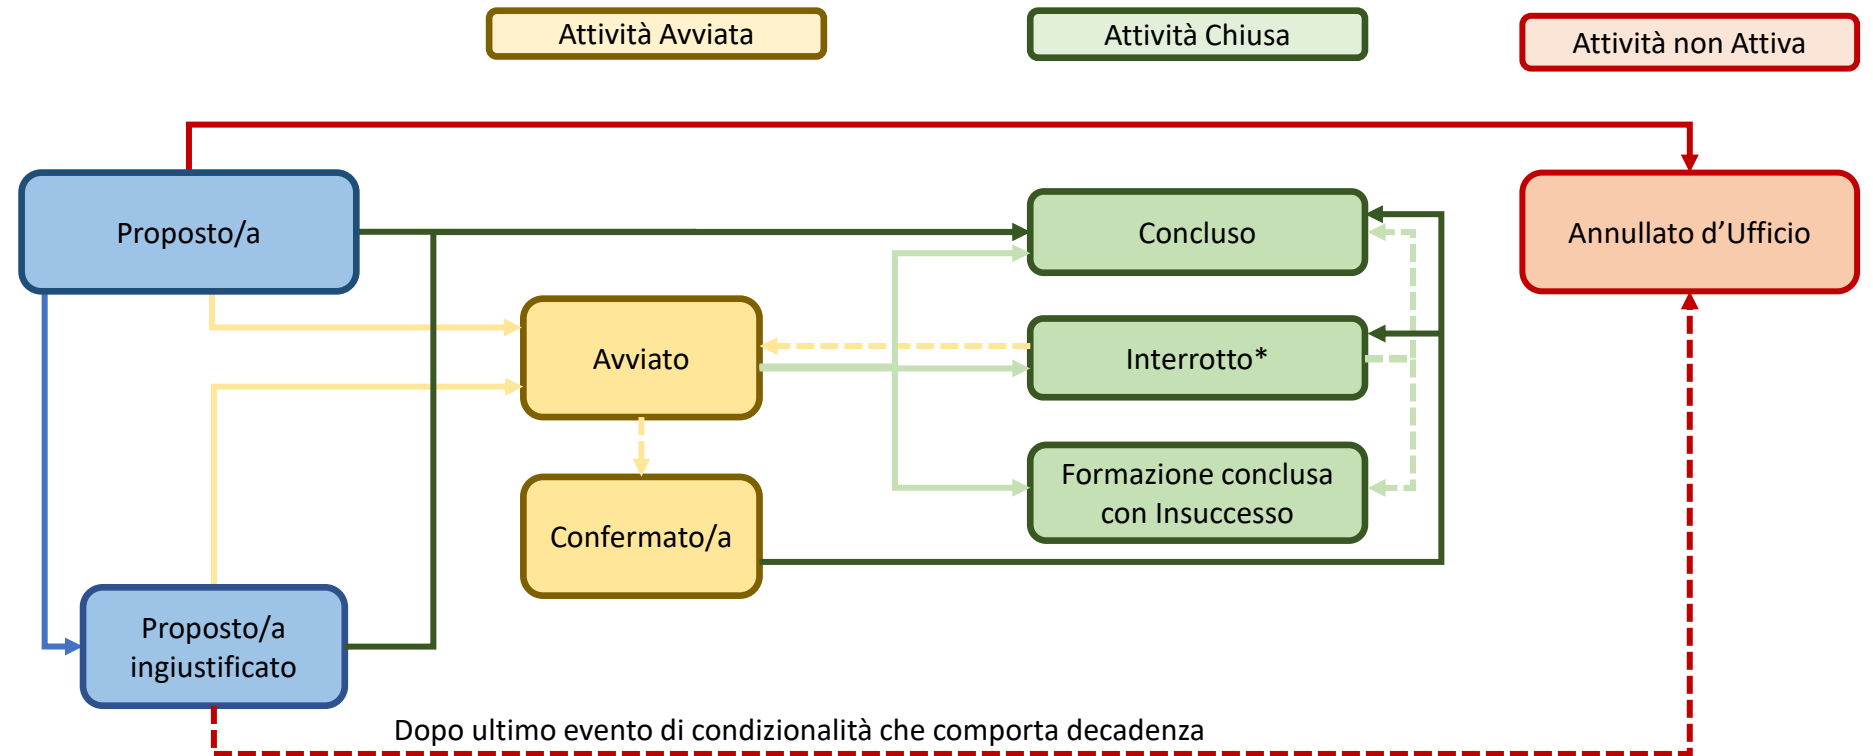 Attività Avviata
Attività Chiusa
Attività non Attiva
Proposto/a
Concluso
Annullato d’Ufficio
Avviato
Interrotto*
Formazione conclusa
con Insuccesso
Confermato/a
Proposto/a
ingiustificato
Dopo ultimo evento di condizionalità che comporta decadenza